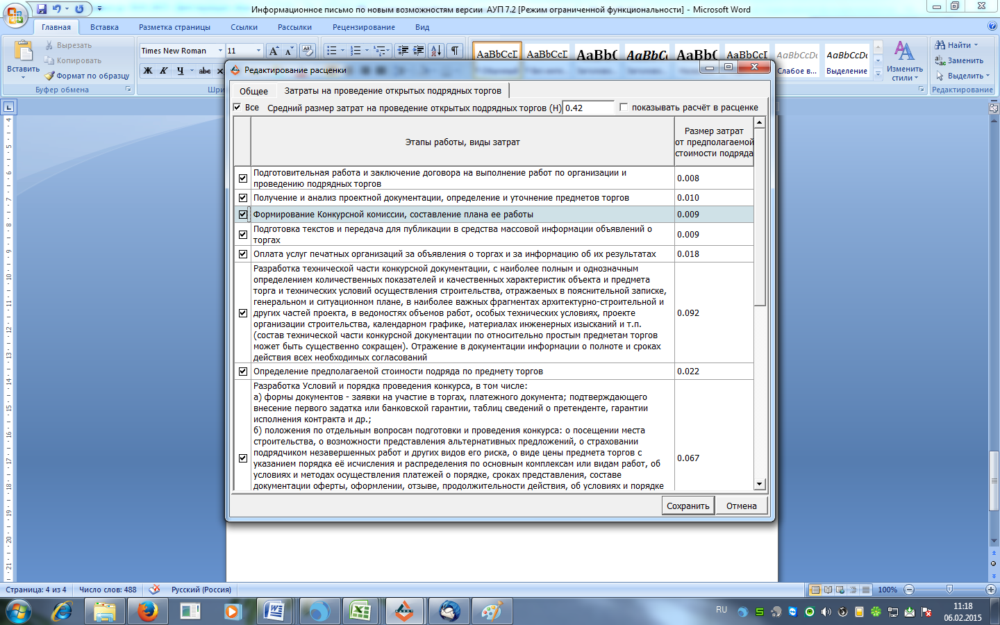 Информационное письмо по новым возможностям версии АУП 7.2 [Режим ограниченной функциональности] - Microsoft Word
Главная Вставка Разметка страницы Ссылки Рассылки Рецензирование Вид
Вставить
Вырезать
Копировать
Формат по образцу
Буфер обмена
Times New Roman 11
Ж К Ч abc
AaBbCcD AaBbCcI AaBbC AaBbC AaBbC AaBbCcI AaBbCcDc AaBbCcDc
Слабое в... Выделение
Изменить
стили
Найти
Заменить
Выделить
Редактирование
Редактирование расценки
Общее Затраты на проведение открытых подрядных торгов
Все Средний размер затрат на проведение открытых подрядных торгов (Н) 0.42 показывать расчёт в расценке
Этапы работы, виды затрат
Размер затрат
от предполагаемой
стоимости подряда
Подготовительная работа и заключение договора на выполнение работ по организации и
проведению подрядных торгов
0.008
Получение и анализ проектной документации, определение и уточнение предметов торгов 0.010
Формирование Конкурсной комиссии, составление плана ее работы 0.009
Подготовка текстов и передача для публикации в средства массовой информации объявлений о
торгах
0.009
Оплата услуг печатных организаций за объявления о торгах и за информацию об их результатах 0.018
Разработка технической части конкурсной документации, с наиболее полным и однозначным
определением количественных показателей и качественных характеристик объекта и предмета
торга и технических условий осуществления строительства, отражаемых в пояснительной записке,
генеральном и ситуационном плане, в наиболее важных фрагментах архитектурно-строительной и
других частей проекта, в ведомостях объемов работ, особых технических условиях, проекте
организации строительства, календарном графике, материалах инженерных изысканий и т.п.
(состав технической части конкурсной документации по относительно простым предметам торгов
может быть существенно сокращен). Отражение в документации информации о полноте и сроках
действия всех необходимых согласований
0.092
Определение предполагаемой стоимости подряда по предмету торгов 0.022
Разработка Условий и порядка проведения конкурса, в том числе:
а) формы документов - заявки на участие в торгах, платежного документа; подтверждающего
внесение первого задатка или банковской гарантии, таблиц сведений о претенденте, гарантии
исполнения контракта и др.;
б) положения по отдельным вопросам подготовки и проведения конкурса: о посещении места
строительства, о возможности представления альтернативных предложений, о страховании
подрядчиком незавершенных работ и других видов его риска, о виде цены предмета торгов с
указанием порядка её исчисления и распределения по основным комплексам или видам работ, об
условиях и методах осуществления платежей о порядке, сроках представления, составе
документации оферты, оформлении, отзыве, продолжительности действия, об условиях и порядке
0.067
Сохранить Отмена
Страница: 4 из 4 Число слов: 488 Русский (Россия) 100%
RU
11:18
06.02.2015